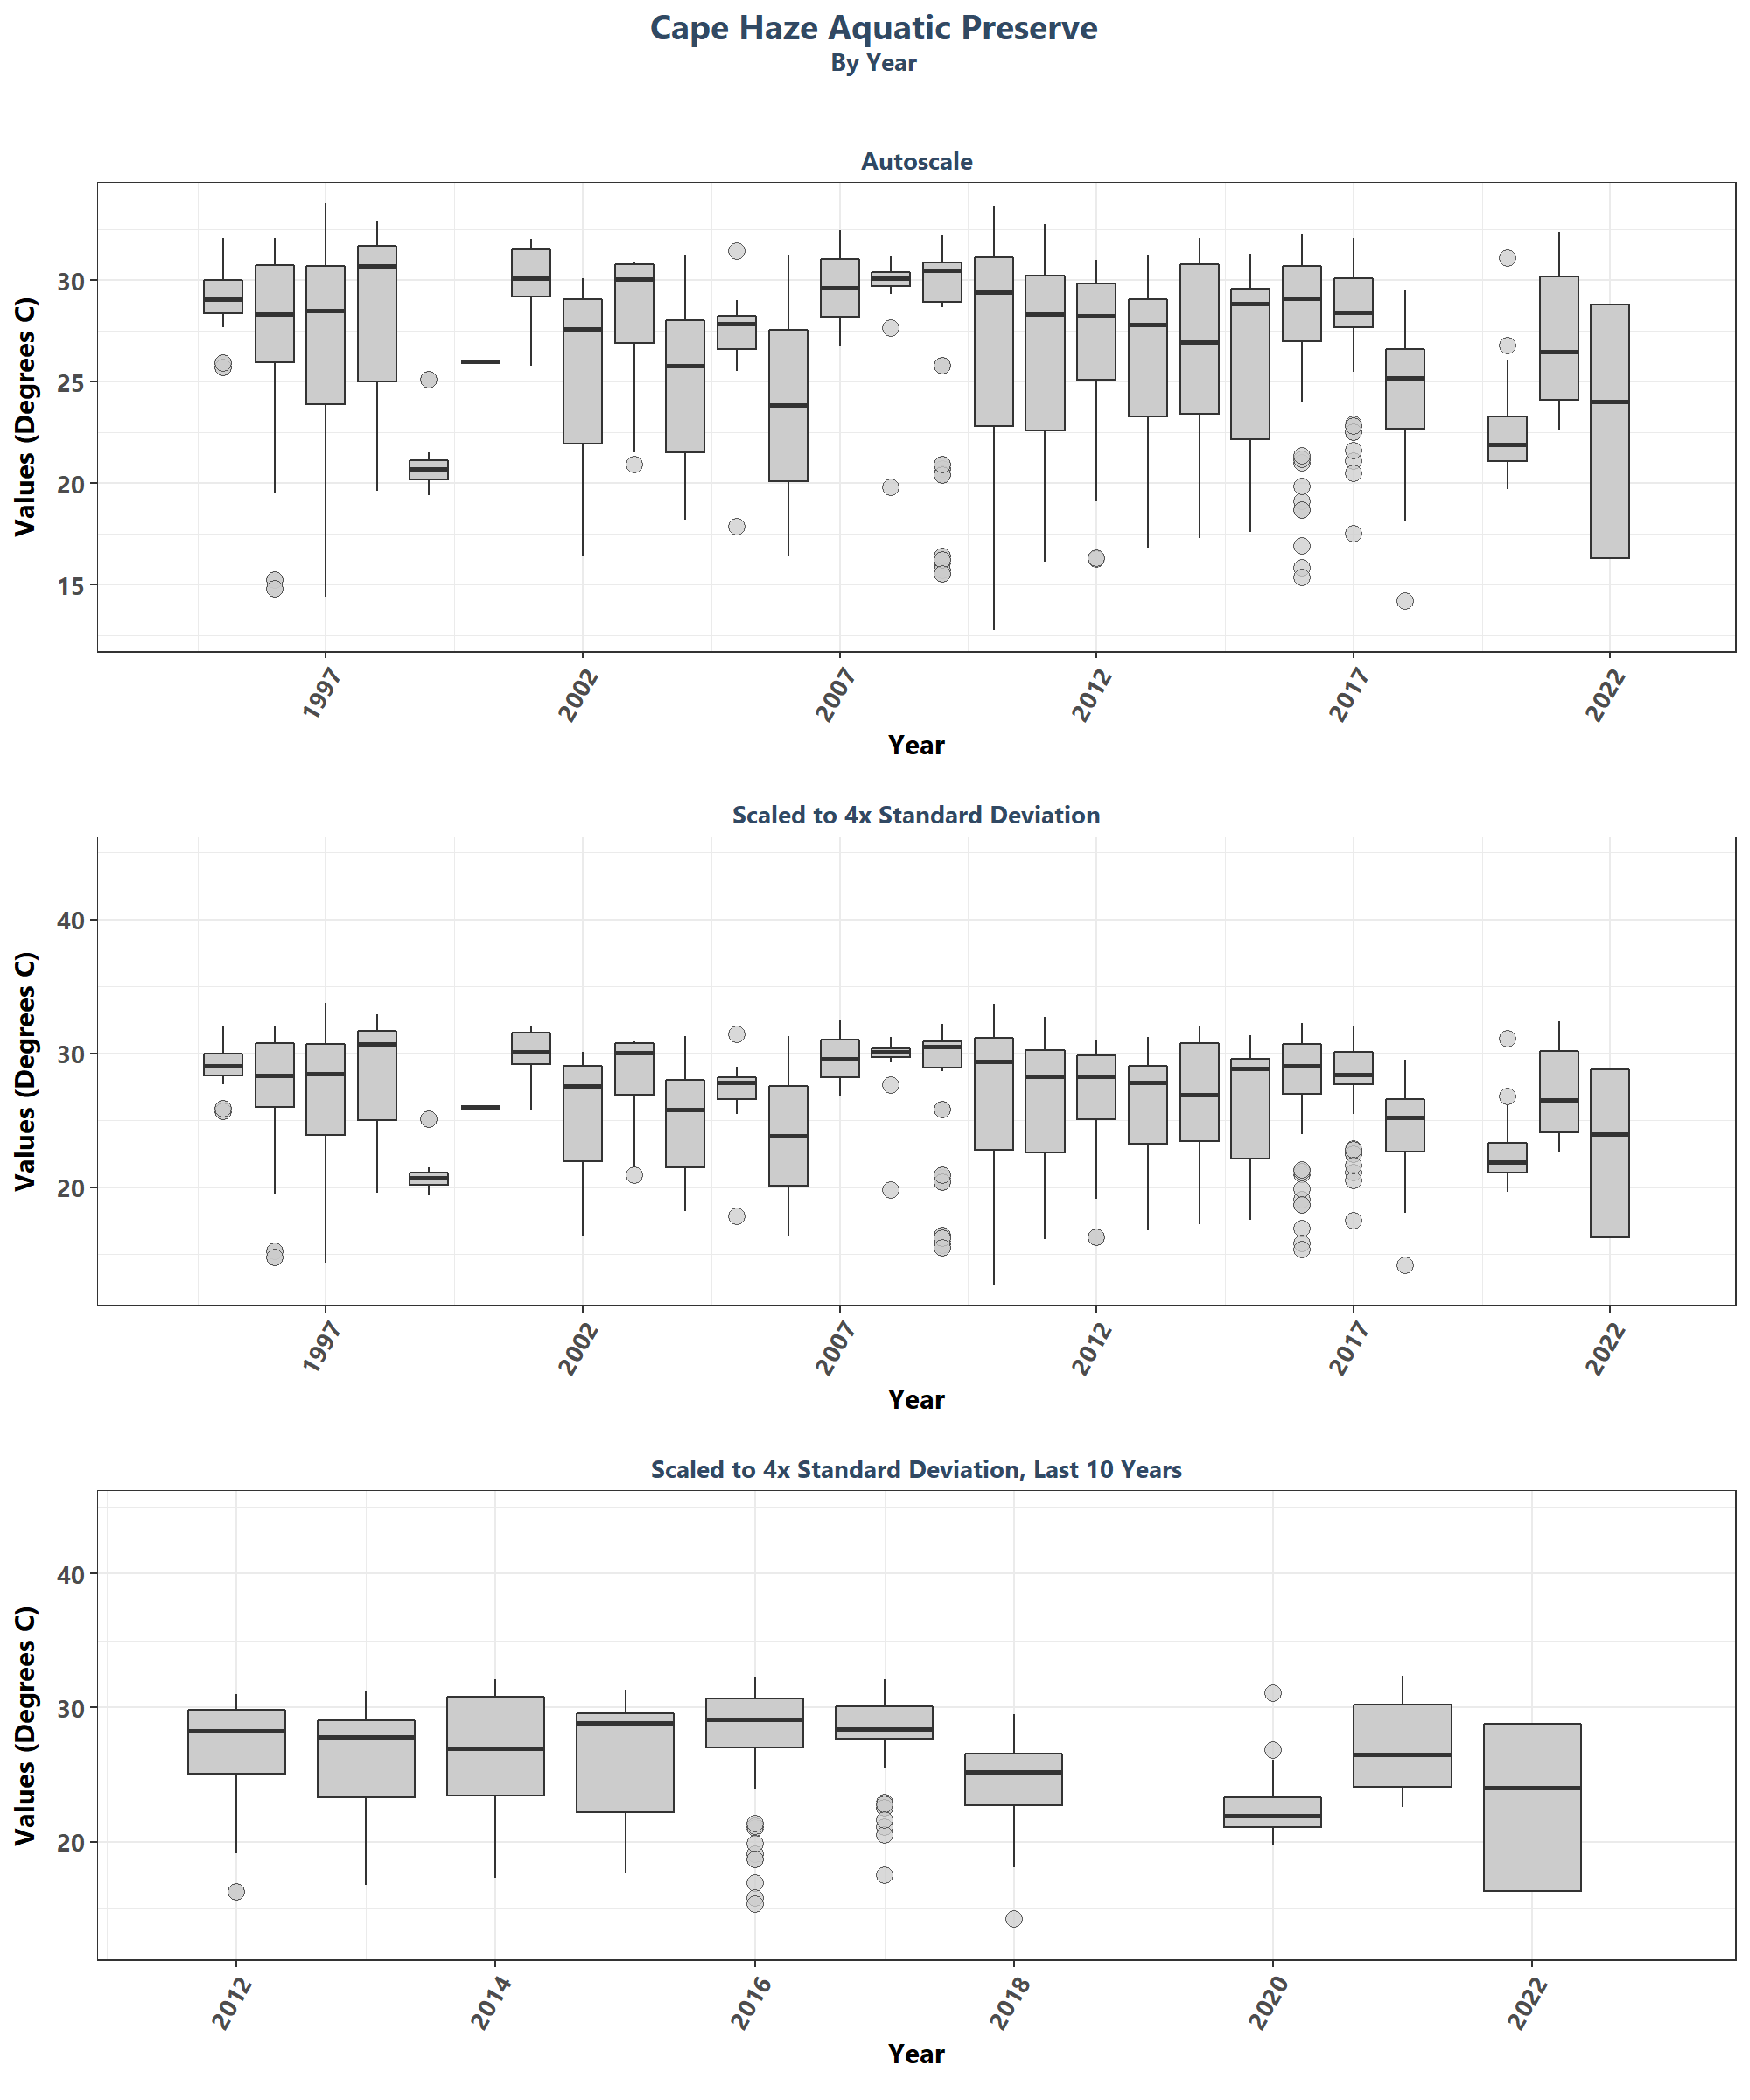 Cape Haze Aquatic Preserve
By Year
Autoscale
Values (Degrees C)
30
25
20
15
1997
2002
2007
2012
2017
2022
Year
Scaled to 4x Standard Deviation
Values (Degrees C)
40
30
20
1997
2002
2007
2012
2017
2022
Year
Scaled to 4x Standard Deviation, Last 10 Years
Values (Degrees C)
40
30
20
2012
2014
2016
2018
2020
2022
Year